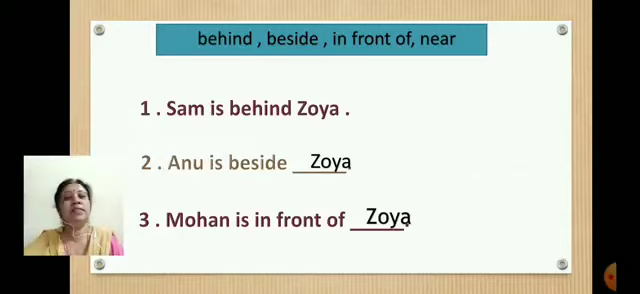 behind , beside , in front of, near
1 . Sam is behind Zoya .
2 . Anu is beside Zoya
3 . Mohan is in front of Zoya.